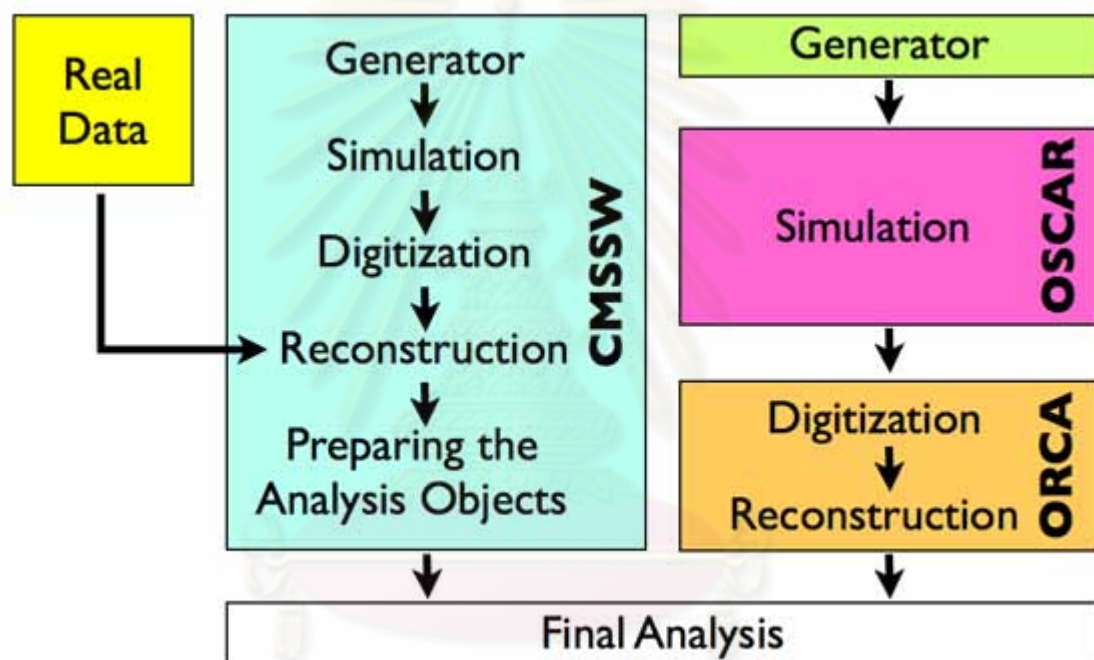 Real
Data
Generator
Simulation
Digitization
Reconstruction
Preparing the
Analysis Objects
CMSSW
Generator
Simulation
OSCAR
Digitization
Reconstruction
ORCA
Final Analysis